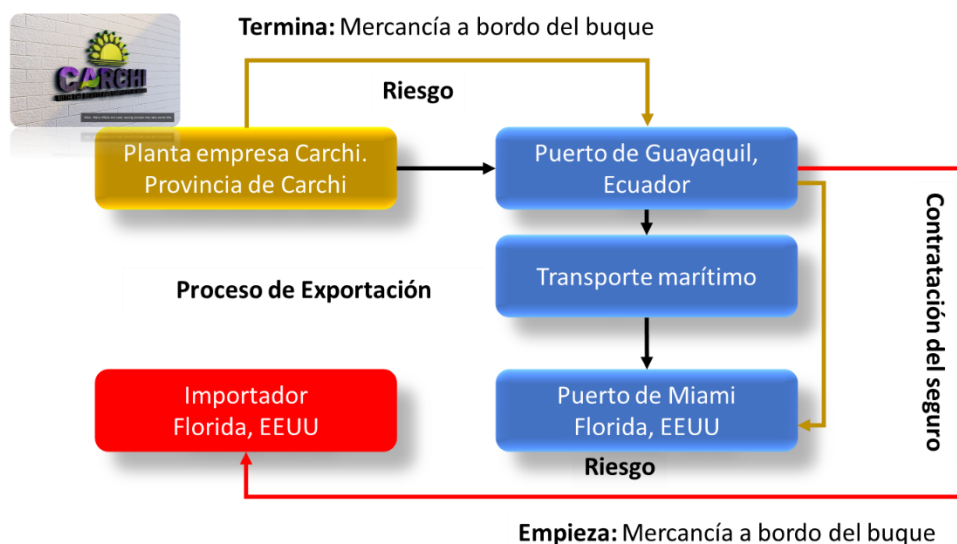 Termina: Mercancía a bordo del buque
CARCHI
Riesgo
Planta empresa Carchi.
Provincia de Carchi
Puerto de Guayaquil,
Ecuador
Contratación del seguro
Transporte marítimo
Proceso de Exportación
Importador
Florida, EEUU
Puerto de Miami
Florida, EEUU
Riesgo
Empieza: Mercancía a bordo del buque